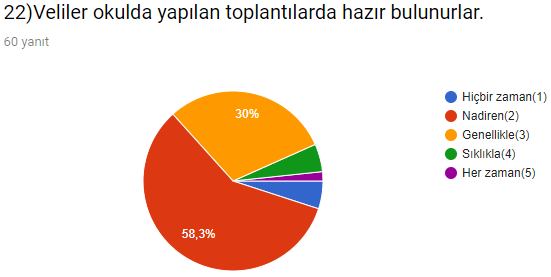 22)Veliler okulda yapılan toplantılarda hazır bulunurlar.
60 yanıt
30%
58,3%
Hiçbir zaman(1)
Nadiren(2)
Genellikle(3)
Sıklıkla(4)
Her zaman(5)